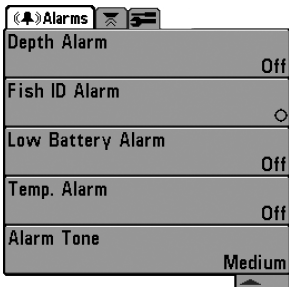 Alarms
Depth Alarm
Off
Fish ID Alarm
Low Battery Alarm
Off
Temp. Alarm
Off
Alarm Tone
Medium